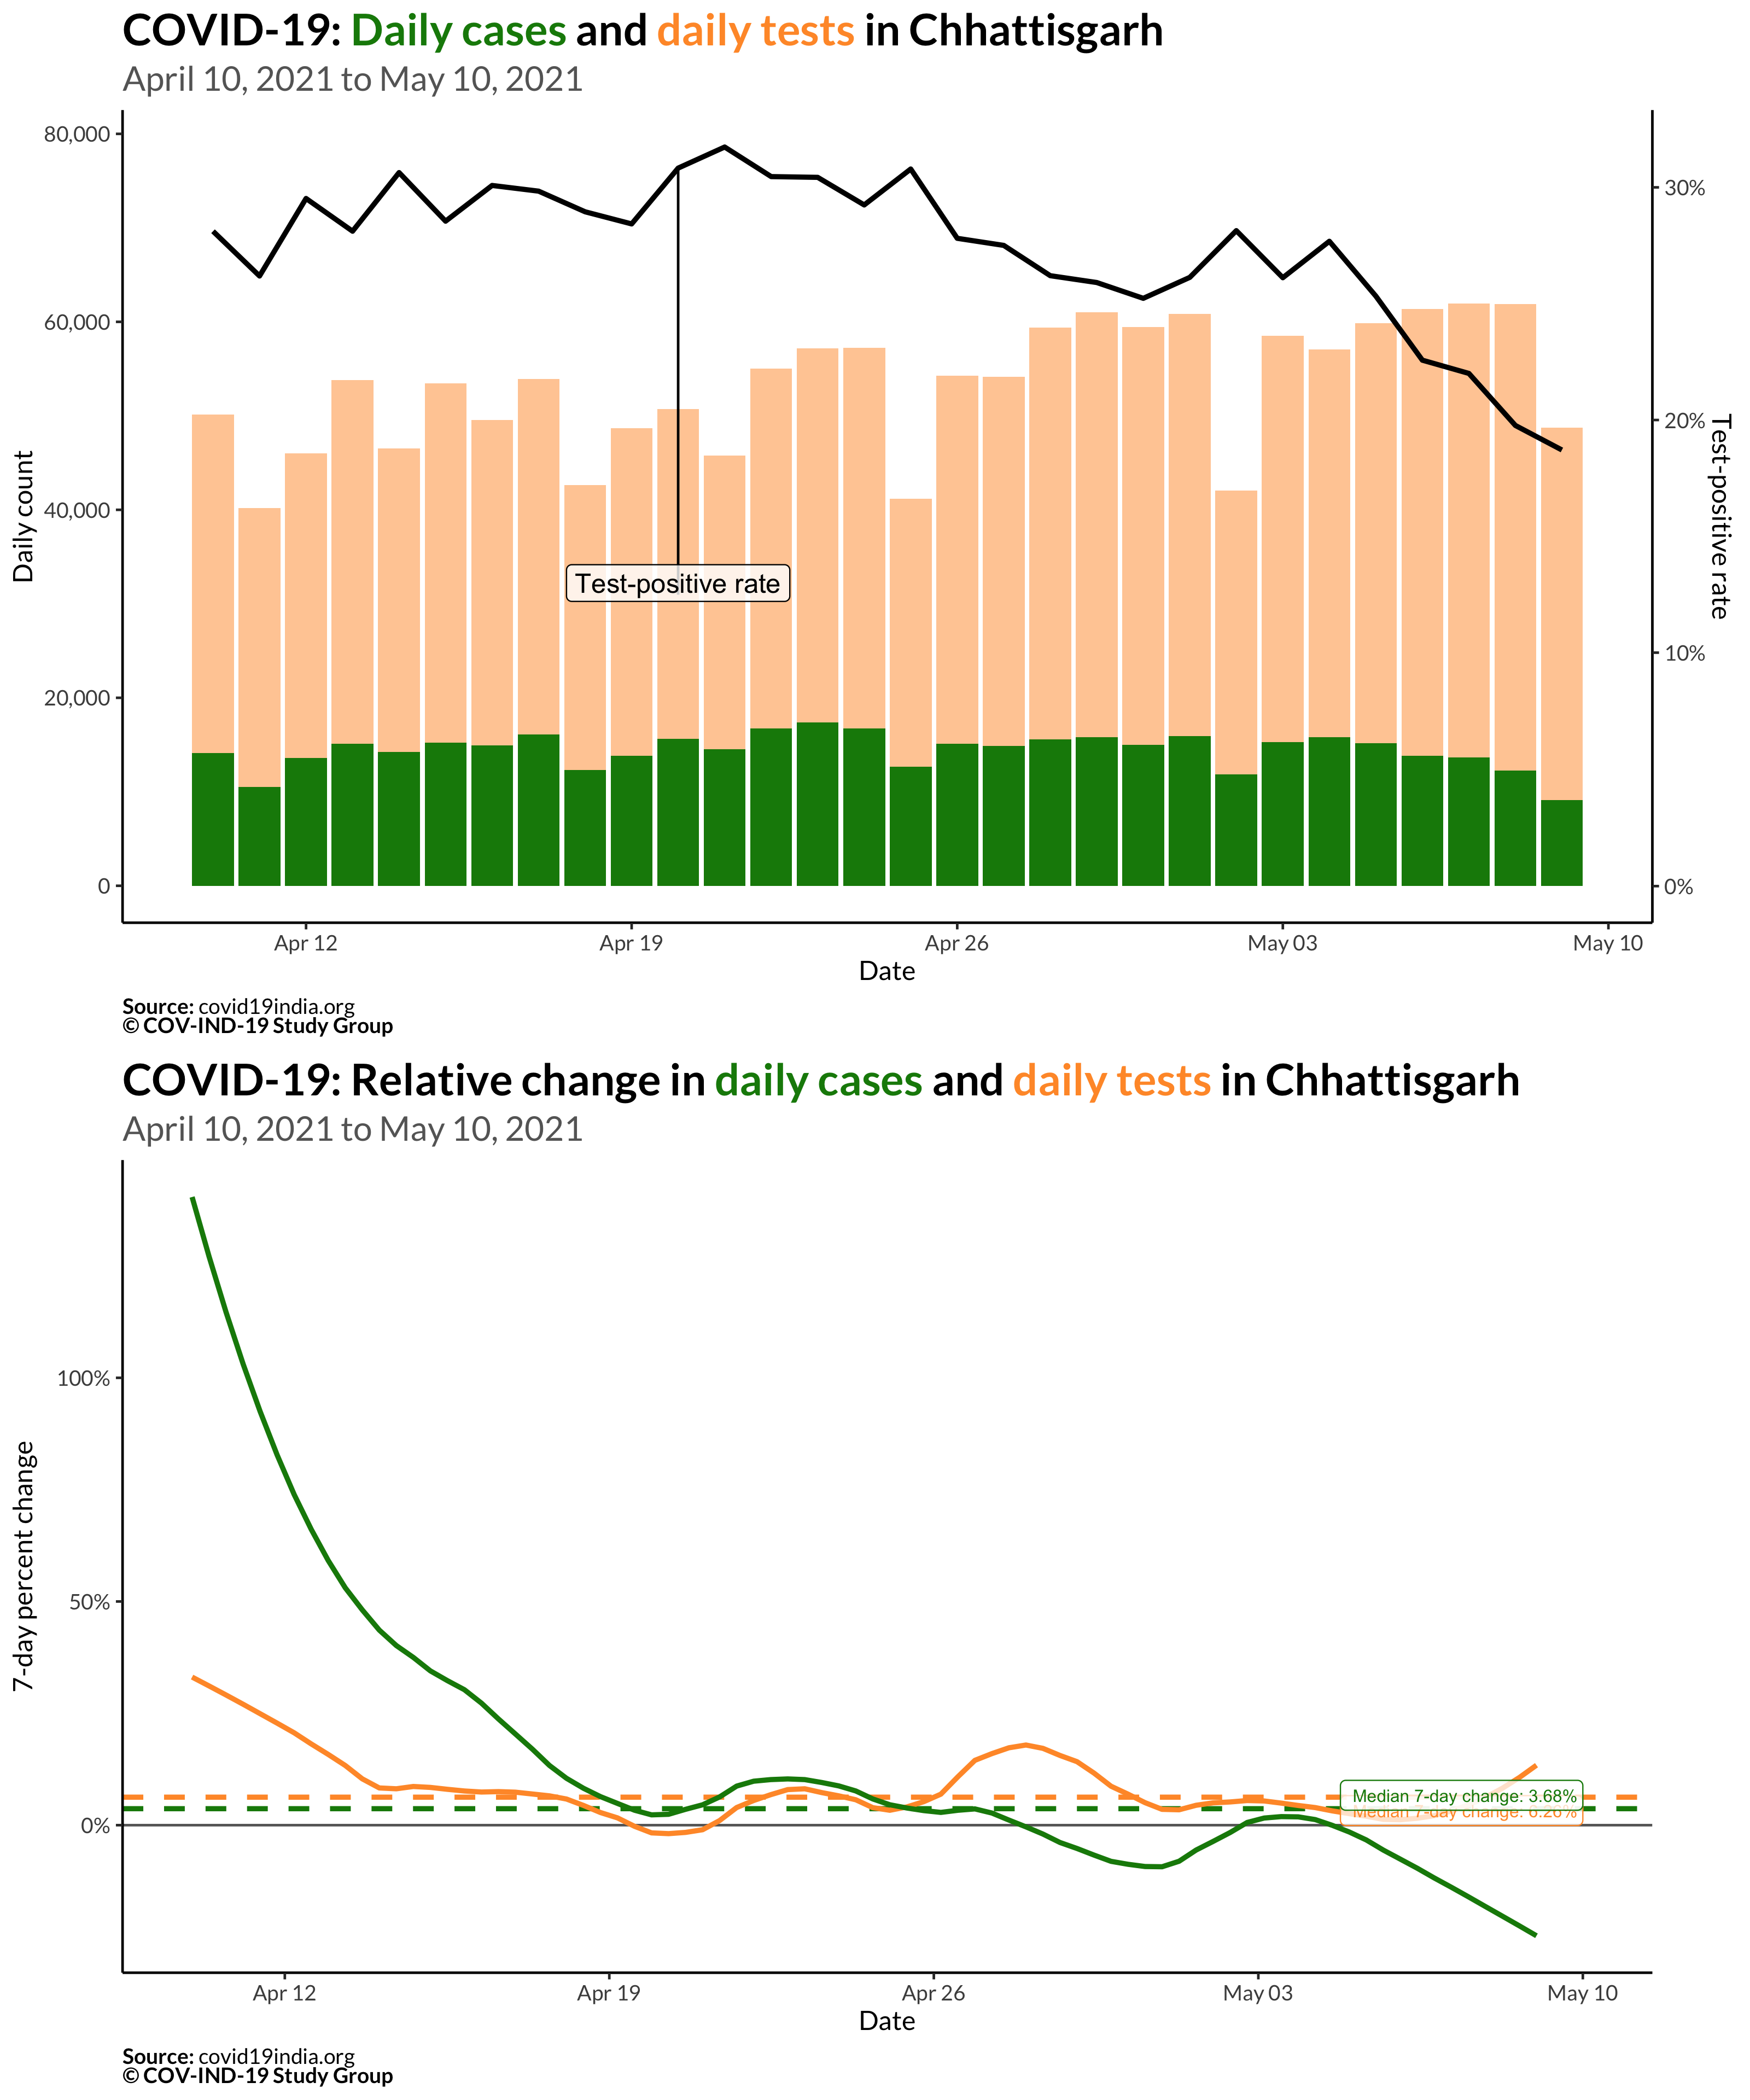 COVID-19: Daily cases and daily tests in Chhattisgarh
April 10, 2021 to May 10, 2021
80,000
60,000
40,000
20,000
0
Daily count
30%
20%
10%
0%
Test-positive rate
Test-positive rate
Apr 12
Apr 19
Apr 26
May 03
May 10
Date
Source: covid19india.org
© COV-IND-19 Study Group
COVID-19: Relative change in daily cases and daily tests in Chhattisgarh
April 10, 2021 to May 10, 2021
100%
50%
0%
7-day percent change
Median 7-day change: 3.68%
Median 7-day change:
Apr 12
Apr 19
Apr 26
May 03
May 10
Date
Source: covid19india.org
© COV-IND-19 Study Group